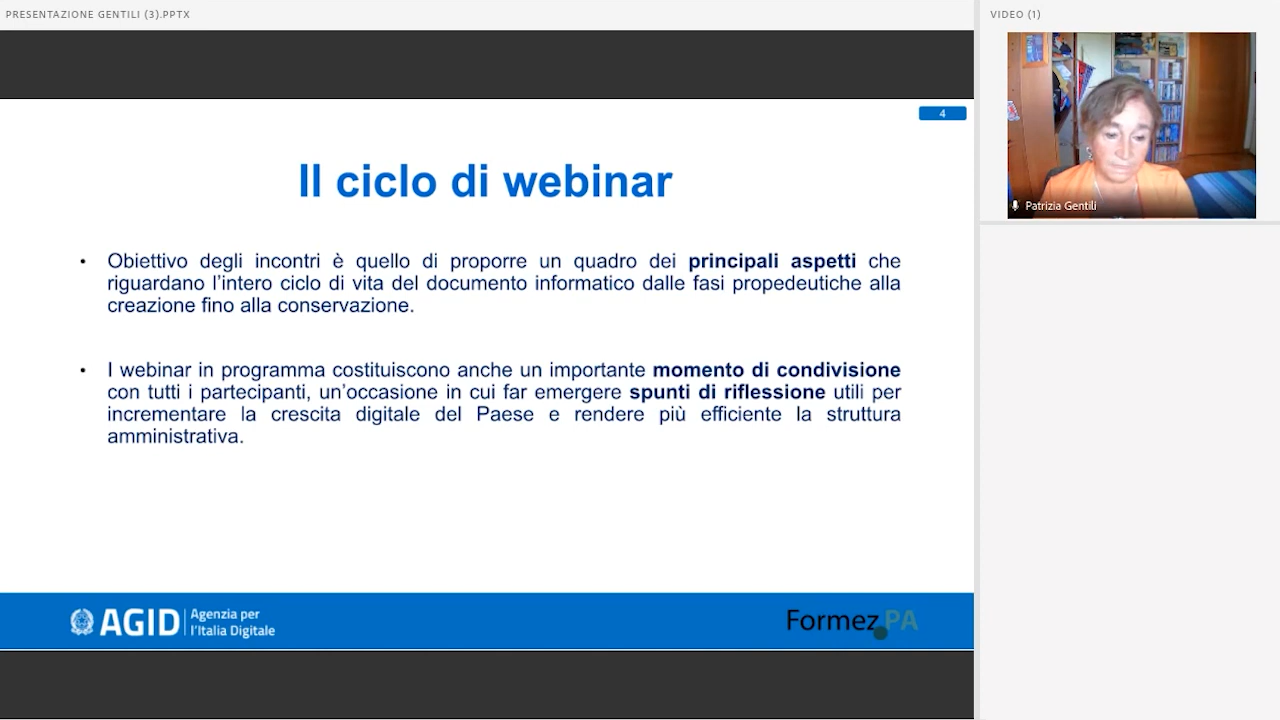 PRESENTAZIONE GENTILI (3).PPTX
VIDEO (1)
4
Il ciclo di webinar
• Obiettivo degli incontri è quello di proporre un quadro dei principali aspetti che
riguardano l’intero ciclo di vita del documento informatico dalle fasi propedeutiche alla
creazione fino alla conservazione.
• I webinar in programma costituiscono anche un importante momento di condivisione
con tutti i partecipanti, un’occasione in cui far emergere spunti di riflessione utili per
incrementare la crescita digitale del Paese e rendere più efficiente la struttura
amministrativa.
AGID Agenzia per
l’Italia Digitale
Formez PA
Patrizia Gentili